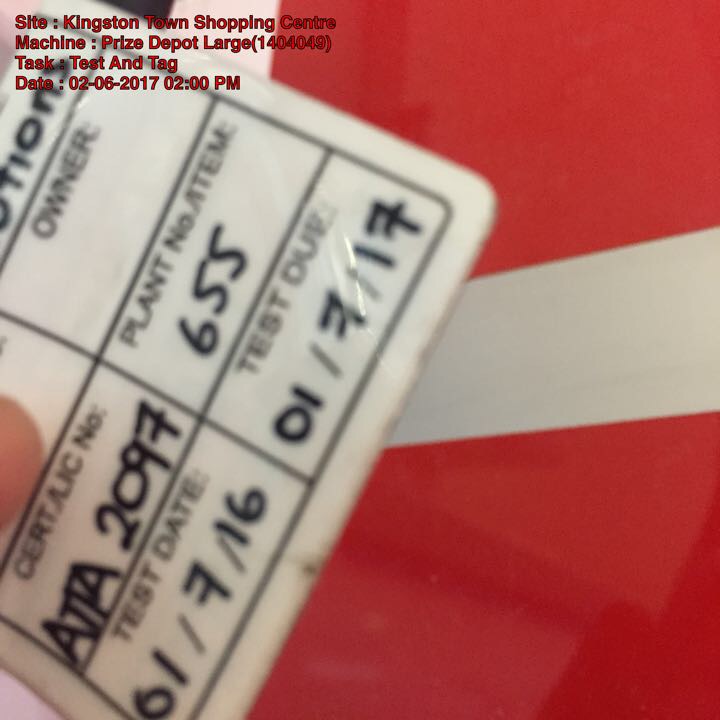 Site : Kingston Town Shopping Centre
Machine : Prize Depot Large(1404049)
Task : Test And Tag
Date : 02-06-2017 02:00 PM
OWNER:
PLANT No./ITEM:
655
TEST DUE:
01/7/17
CERT./LIC No:
ATTA 2097
TEST DATE:
01/7/16